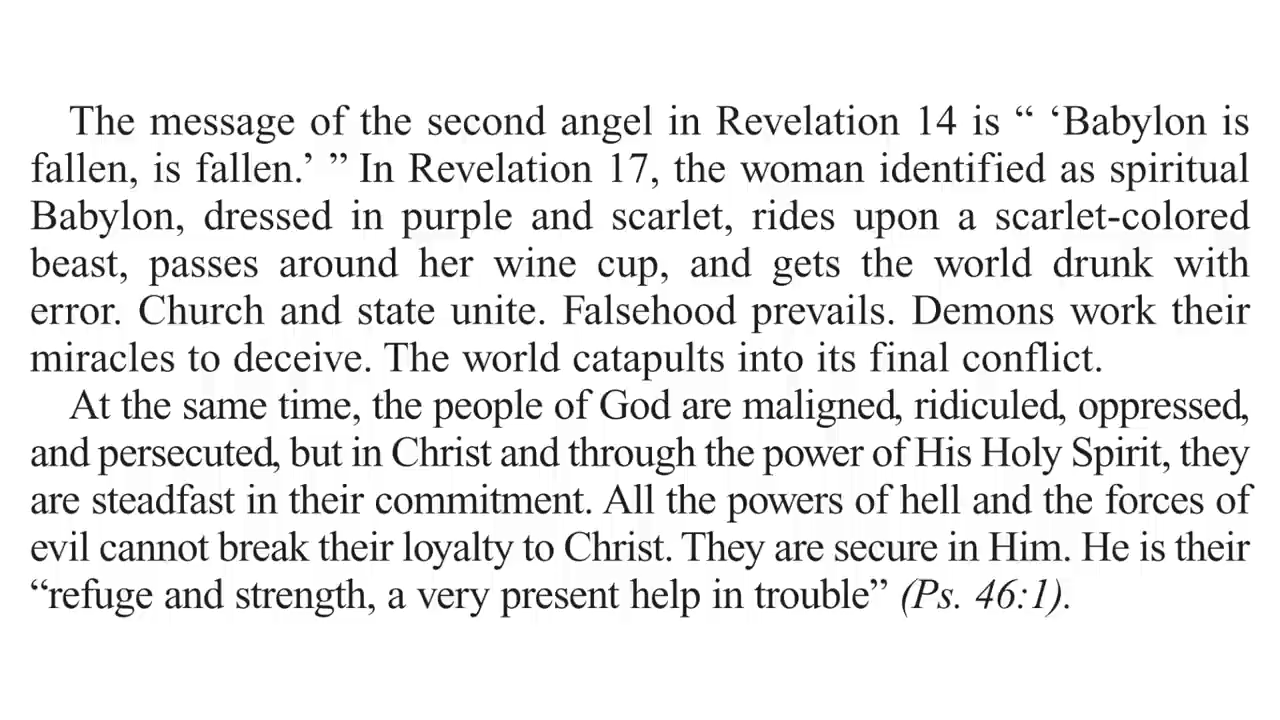 The message of the second angel in Revelation 14 is “ ‘Babylon is
fallen, is fallen.’ ” In Revelation 17, the woman identified as spiritual
Babylon, dressed in purple and scarlet, rides upon a scarlet-colored
beast, passes around her wine cup, and gets the world drunk with
error. Church and state unite. Falsehood prevails. Demons work their
miracles to deceive. The world catapults into its final conflict.
At the same time, the people of God are maligned, ridiculed, oppressed,
and persecuted, but in Christ and through the power of His Holy Spirit, they
are steadfast in their commitment. All the powers of hell and the forces of
evil cannot break their loyalty to Christ. They are secure in Him. He is their
“refuge and strength, a very present help in trouble” (Ps. 46:1).